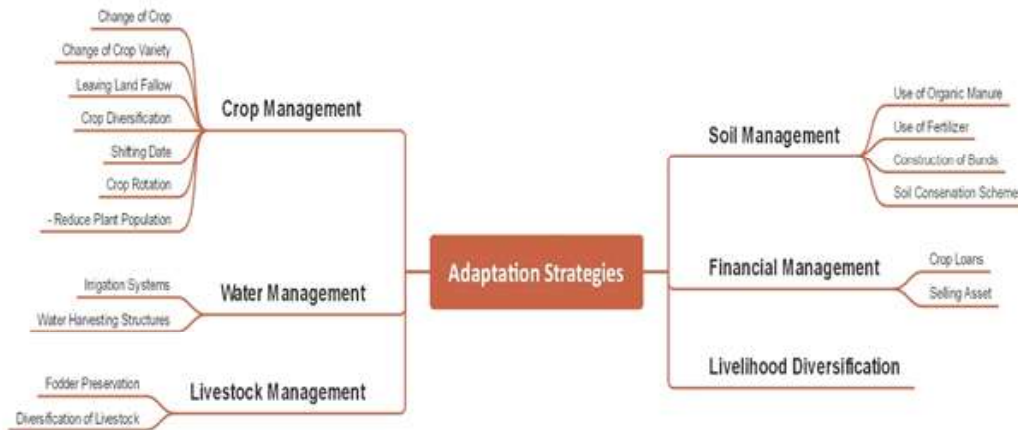 Change of Crop
Change of Crop Variety
Leaving Land Fallow
Crop Diversification
Shifting Date
Crop Rotation
- Reduce Plant Population
Crop Management
Irrigation Systems
Water Harvesting Structures
Water Management
Fodder Preservation
Diversification of Livestock
Livestock Management
Adaptation Strategies
Soil Management
Use of Organic Manure
Use of Fertilizer
Construction of Bunds
Soil Consenation Scheme
Financial Management
Crop Loans
Selling Asset
Livelihood Diversification